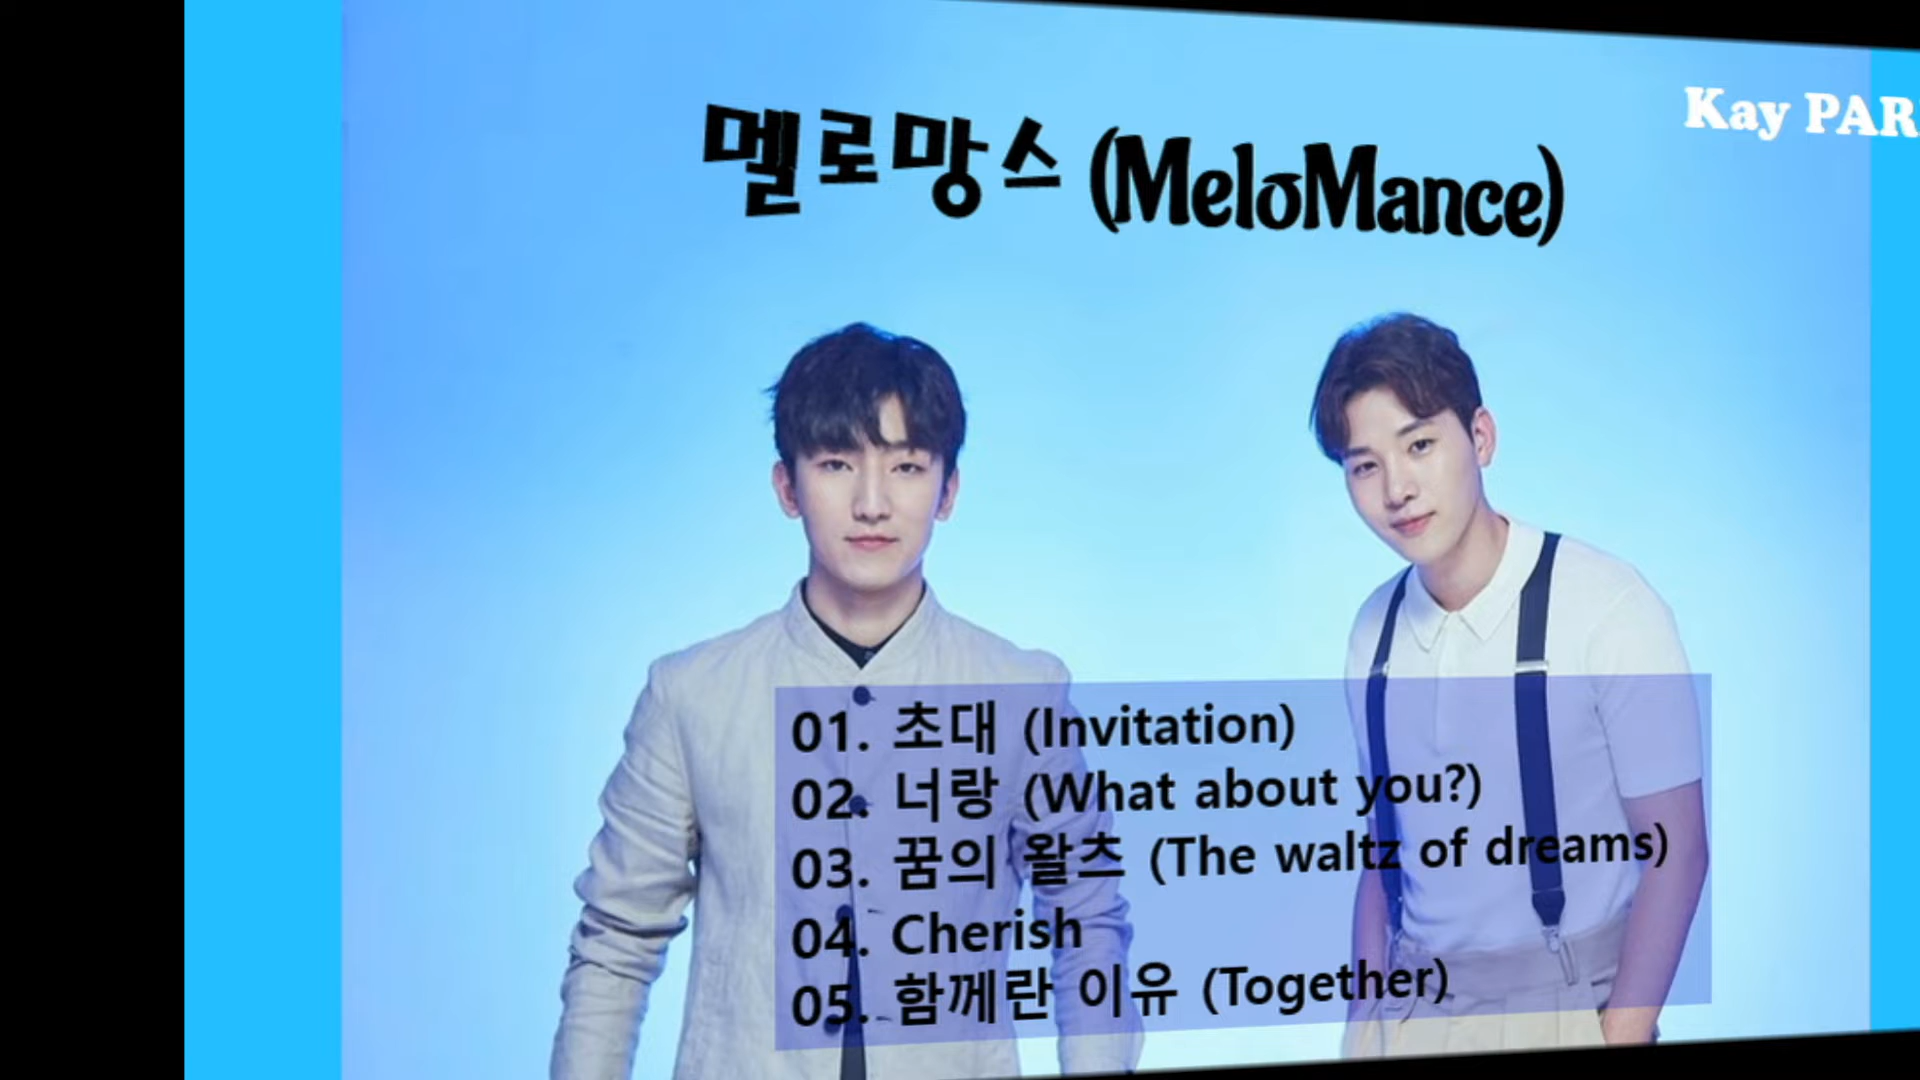 Kay PAR
멜로망스 (MeloMance)
01. 초대 (Invitation)
02. 너랑 (What about you?)
03. 꿈의 왈츠 (The waltz of dreams)
04. Cherish
05. 함께란 이유 (Together)